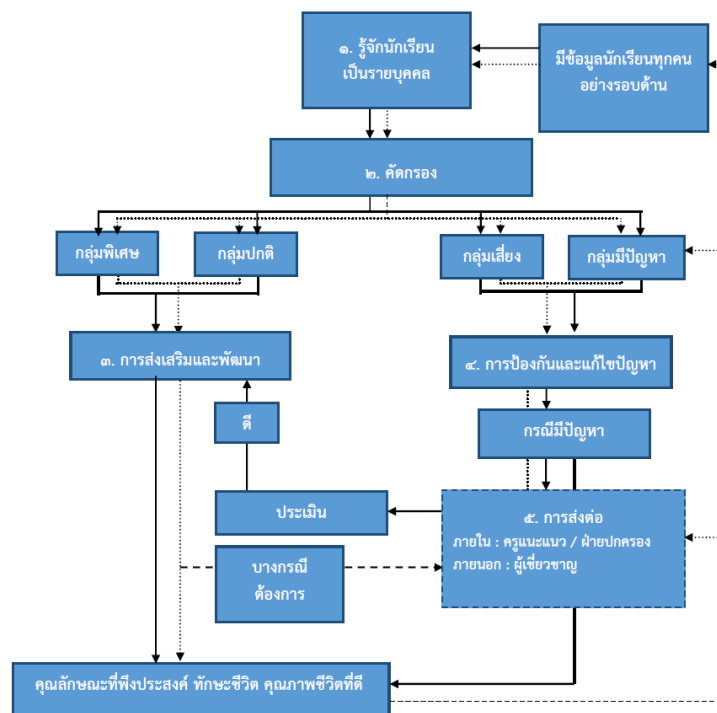 ๑. รู้จักนักเรียน
เป็นรายบุคคล
มีข้อมูลนักเรียนทุกคน
อย่างรอบด้าน
๒. คัดกรอง
กลุ่มพิเศษ
กลุ่มปกติ
กลุ่มเสี่ยง
กลุ่มมีปัญหา
๓. การส่งเสริมและพัฒนา
๔. การป้องกันและแก้ไขปัญหา
ดี
กรณีมีปัญหา
ประเมิน
๕. การส่งต่อ
ภายใน : ครูแนะแนว / ฝ่ายปกครอง
ภายนอก : ผู้เชี่ยวชาญ
บางกรณี
ต้องการ
คุณลักษณะที่พึงประสงค์ ทักษะชีวิต คุณภาพชีวิตที่ดี